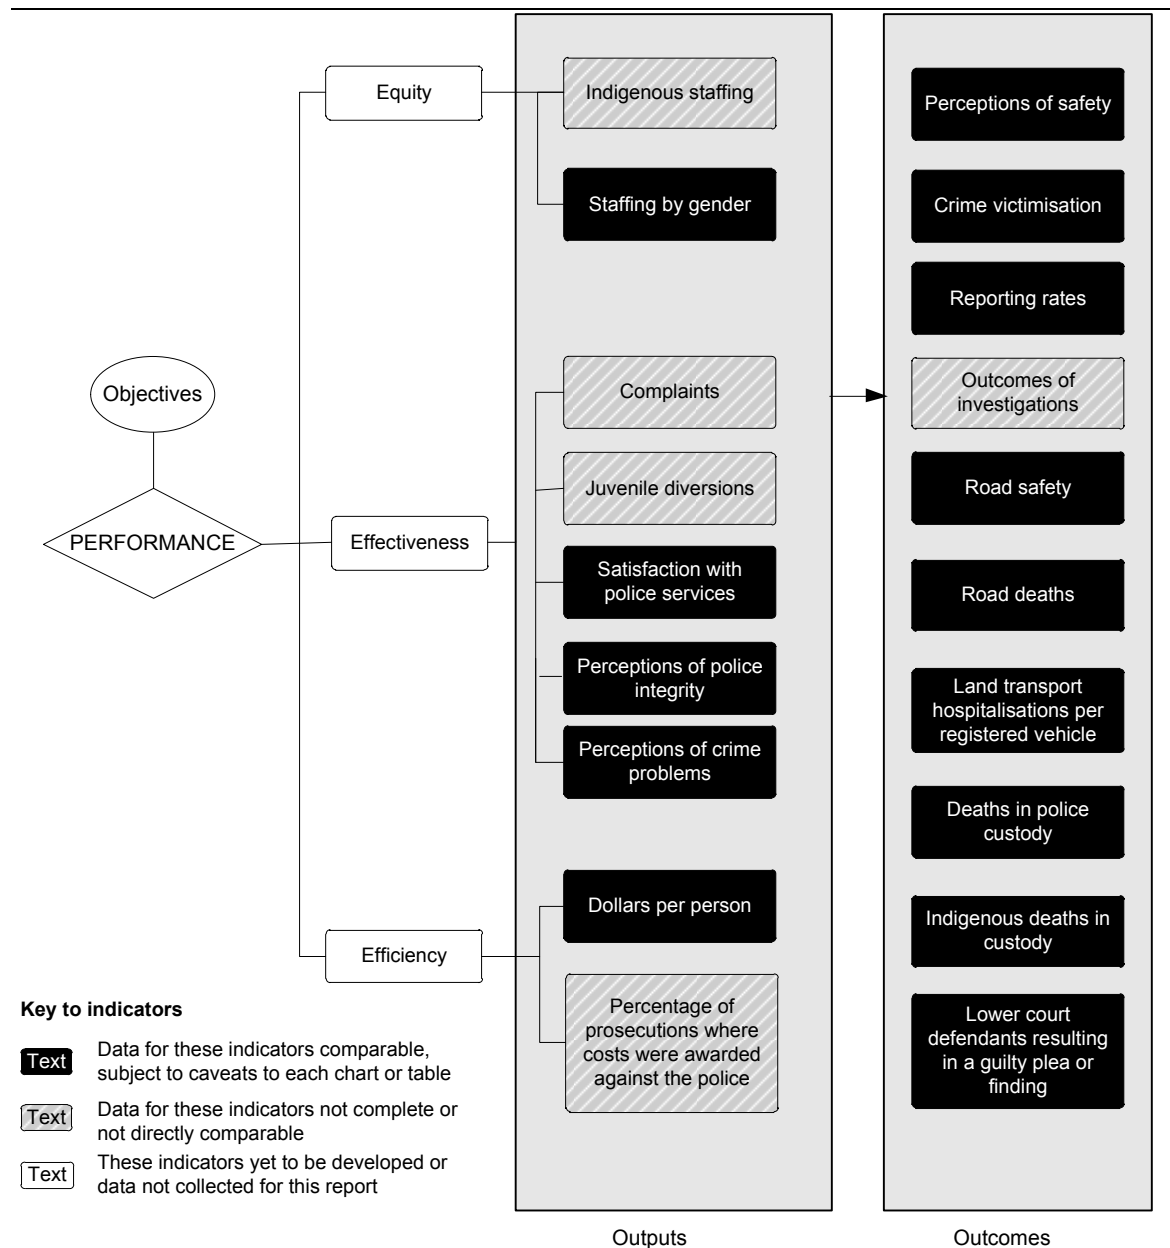 Objectives
PERFORMANCE
Equity
Effectiveness
Efficiency
Indigenous staffing
Staffing by gender
Complaints
Juvenile diversions
Satisfaction with
police services
Perceptions of police
integrity
Perceptions of crime
problems
Dollars per person
Percentage of
prosecutions where
costs were awarded
against the police
Outputs
Perceptions of safety
Crime victimisation
Reporting rates
Outcomes of
investigations
Road safety
Road deaths
Land transport
hospitalisations per
registered vehicle
Deaths in police
custody
Indigenous deaths in
custody
Lower court
defendants resulting
in a guilty plea or
finding
Outcomes
Key to indicators
Text
Data for these indicators comparable,
subject to caveats to each chart or table
Text
Data for these indicators not complete or
not directly comparable
Text
These indicators yet to be developed or
data not collected for this report